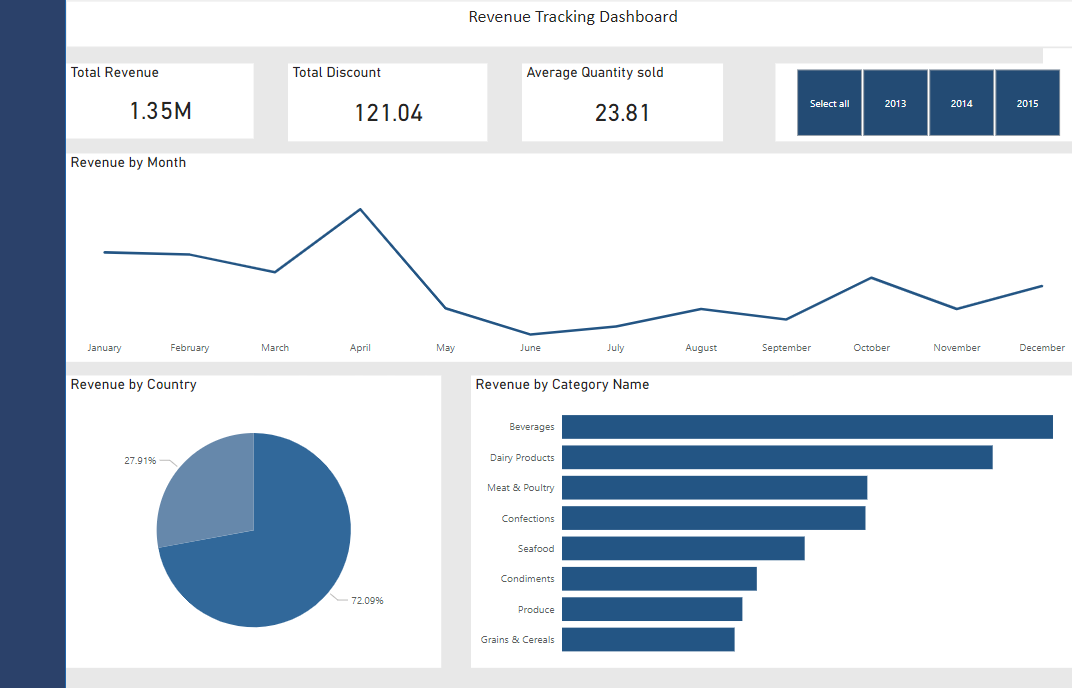 Revenue Tracking Dashboard
Total Revenue
1.35M
Total Discount
121.04
Average Quantity sold
23.81
Select all 2013 2014 2015
Revenue by Month
January February March April May June July August September October November December
Revenue by Country
27.91%
72.09%
Revenue by Category Name
Beverages
Dairy Products
Meat & Poultry
Confections
Seafood
Condiments
Produce
Grains & Cereals